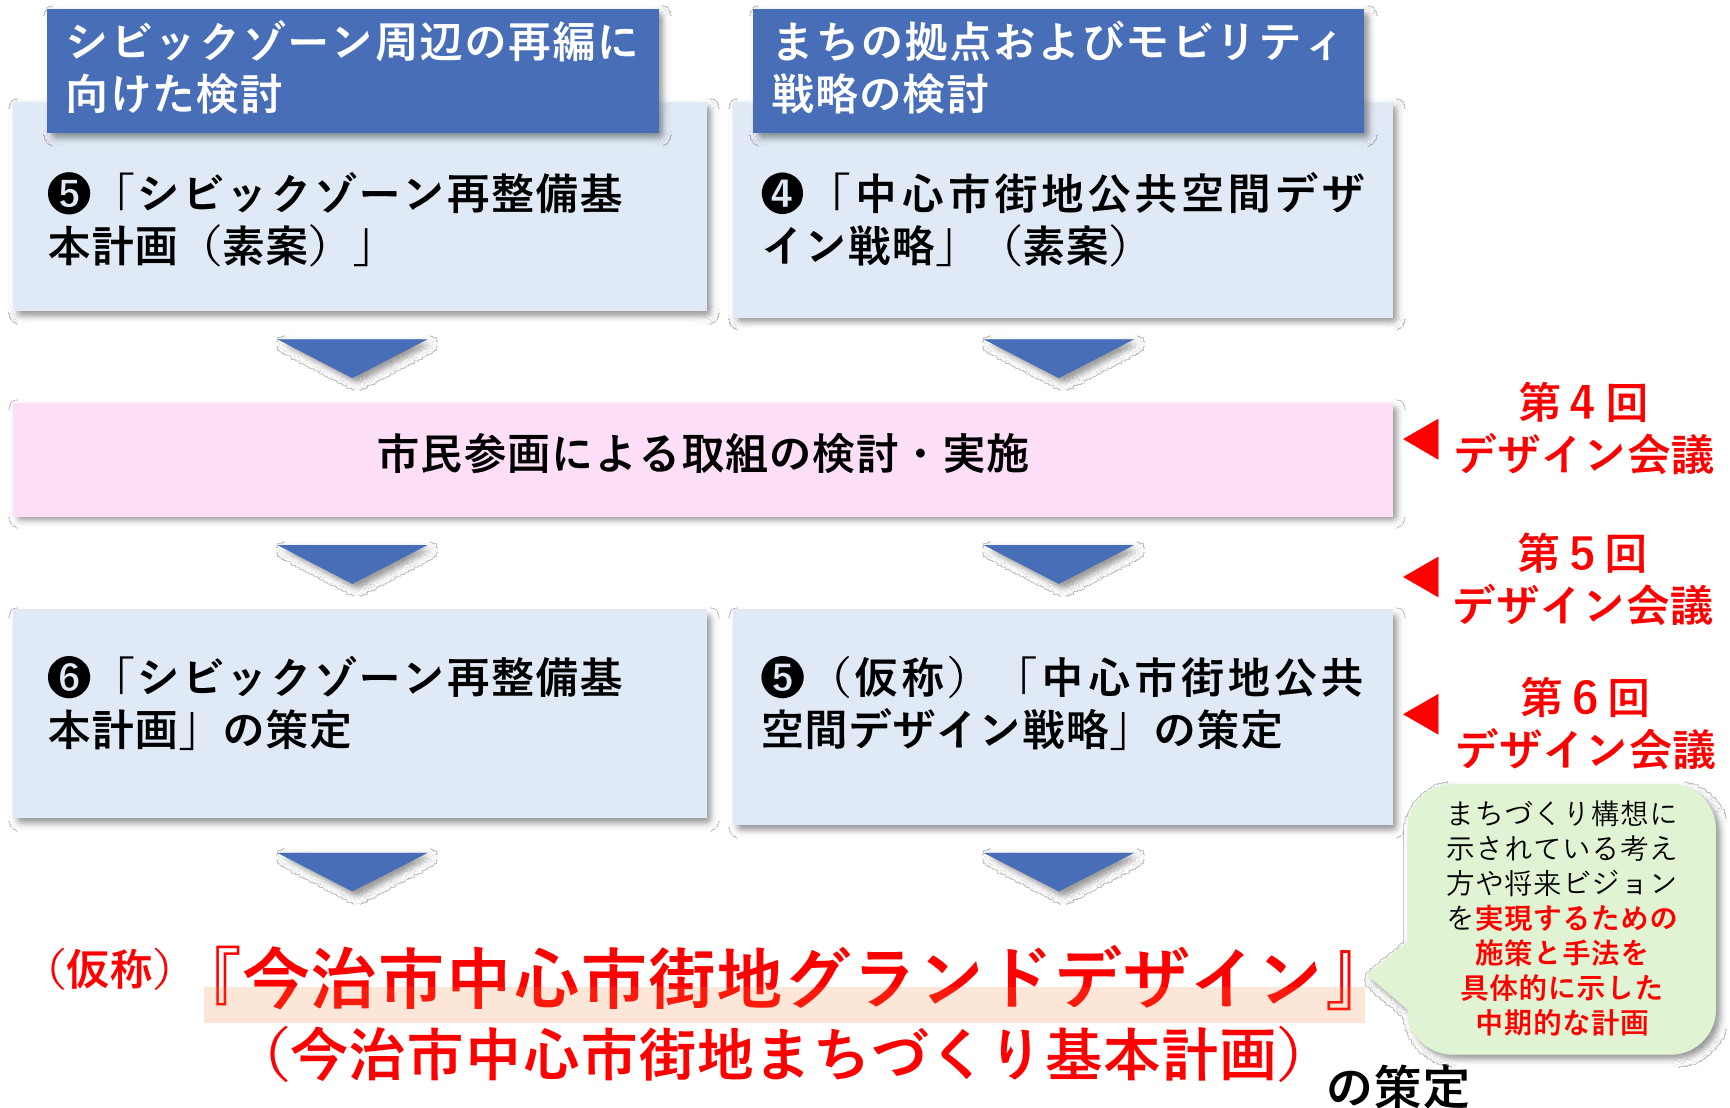 シビックゾーン周辺の再編に
向けた検討
❺「シビックゾーン再整備基
本計画（素案）」
まちの拠点およびモビリティ
戦略の検討
❹「中心市街地公共空間デザ
イン戦略」（素案）
市民参画による取組の検討・実施
第４回
デザイン会議
第５回
デザイン会議
❻「シビックゾーン再整備基
本計画」の策定
❺（仮称）「中心市街地公共
空間デザイン戦略」の策定
第６回
デザイン会議
まちづくり構想に
示されている考え
方や将来ビジョン
を実現するための
施策と手法を
具体的に示した
中期的な計画
（仮称）『今治市中心市街地グランドデザイン』
（今治市中心市街地まちづくり基本計画）
の策定